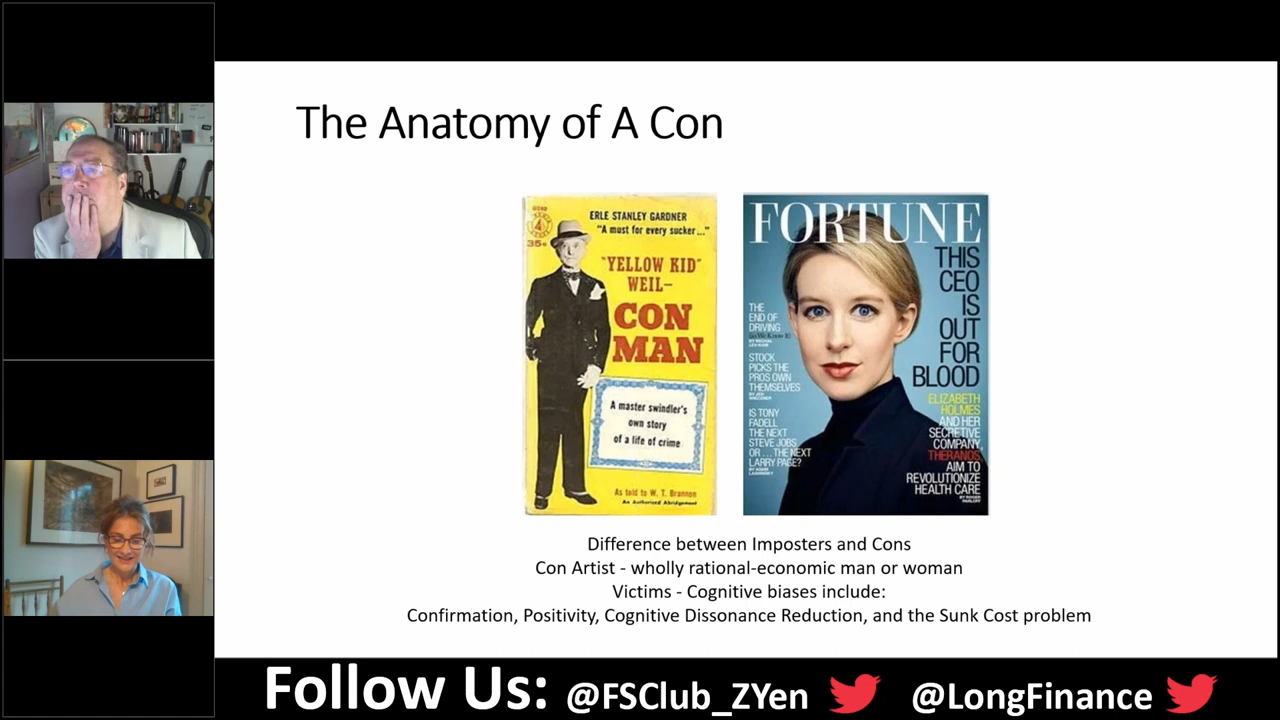 The Anatomy of A Con
35¢
ERLE STANLEY GARDNER
"A must for every sucker..."
"YELLOW KID"
WEIL–
CON
MAN
A master swindler's
own story
of a life of crime
As told to W. T. Brannon
An Authorized Abridgement
FORTUNE
THIS
CEO
IS
OUT
FOR
BLOOD
ELIZABETH
HOLMES
AND HER
SECRETIVE
COMPANY,
THERANOS,
AIM TO
REVOLUTIONIZE
HEALTH CARE
THE
END OF
DRIVING
STOCK
PICKS THE
PROS OWN
THEMSELVES
IS TONY
FADELL
THE NEXT
STEVE JOBS
OR ... THE NEXT
LARRY PAGE?
Difference between Imposters and Cons
Con Artist - wholly rational-economic man or woman
Victims - Cognitive biases include:
Confirmation, Positivity, Cognitive Dissonance Reduction, and the Sunk Cost problem
Follow Us: @FSClub_ZYen @LongFinance